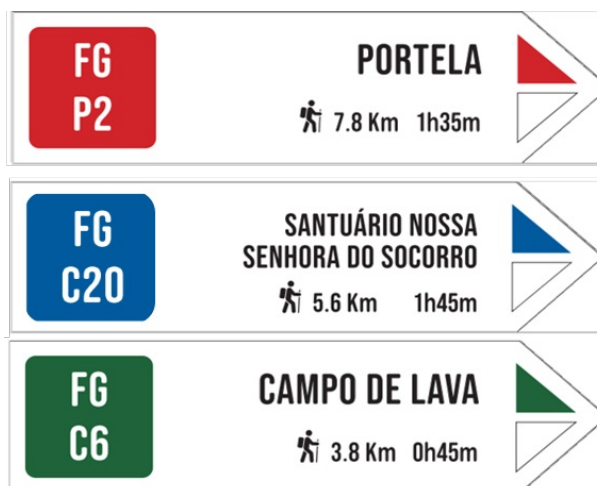 FG
P2
PORTELA
7.8 Km 1h35m
FG
C20
SANTUÁRIO NOSSA
SENHORA DO SOCORRO
5.6 Km 1h45m
FG
C6
CAMPO DE LAVA
3.8 Km 0h45m